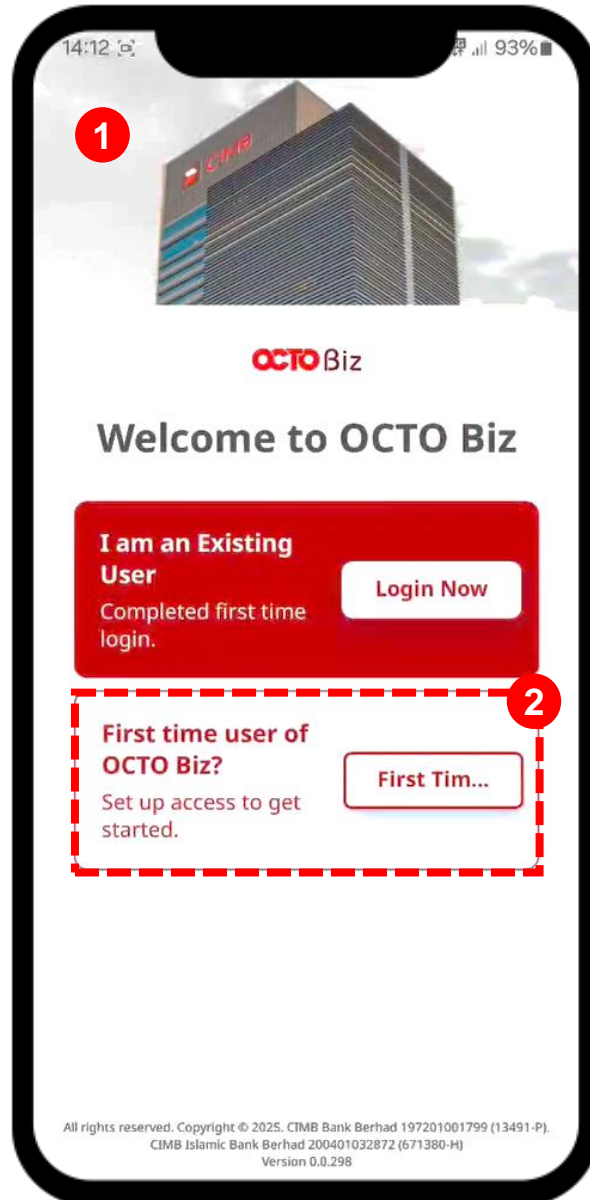 14:12
93%
1
CIMB
OCTO Biz
Welcome to OCTO Biz
I am an Existing
User
Completed first time
login.
Login Now
2
First time user of
OCTO Biz?
Set up access to get
started.
First Tim...
All rights reserved. Copyright © 2025. CIMB Bank Berhad 197201001799 (13491-P).
CIMB Islamic Bank Berhad 200401032872 (671380-H)
Version 0.0.298